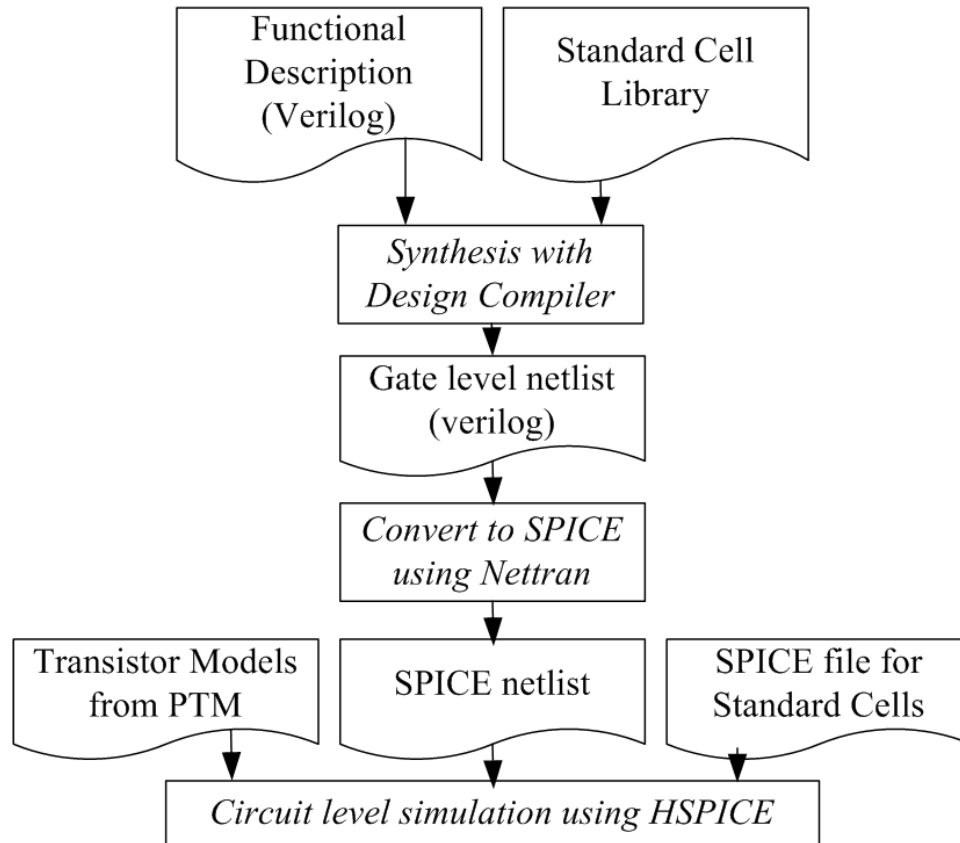 Functional
Description
(Verilog)
Standard Cell
Library
Synthesis with
Design Compiler
Gate level netlist
(verilog)
Convert to SPICE
using Nettran
Transistor Models
from PTM
SPICE netlist
SPICE file for
Standard Cells
Circuit level simulation using HSPICE